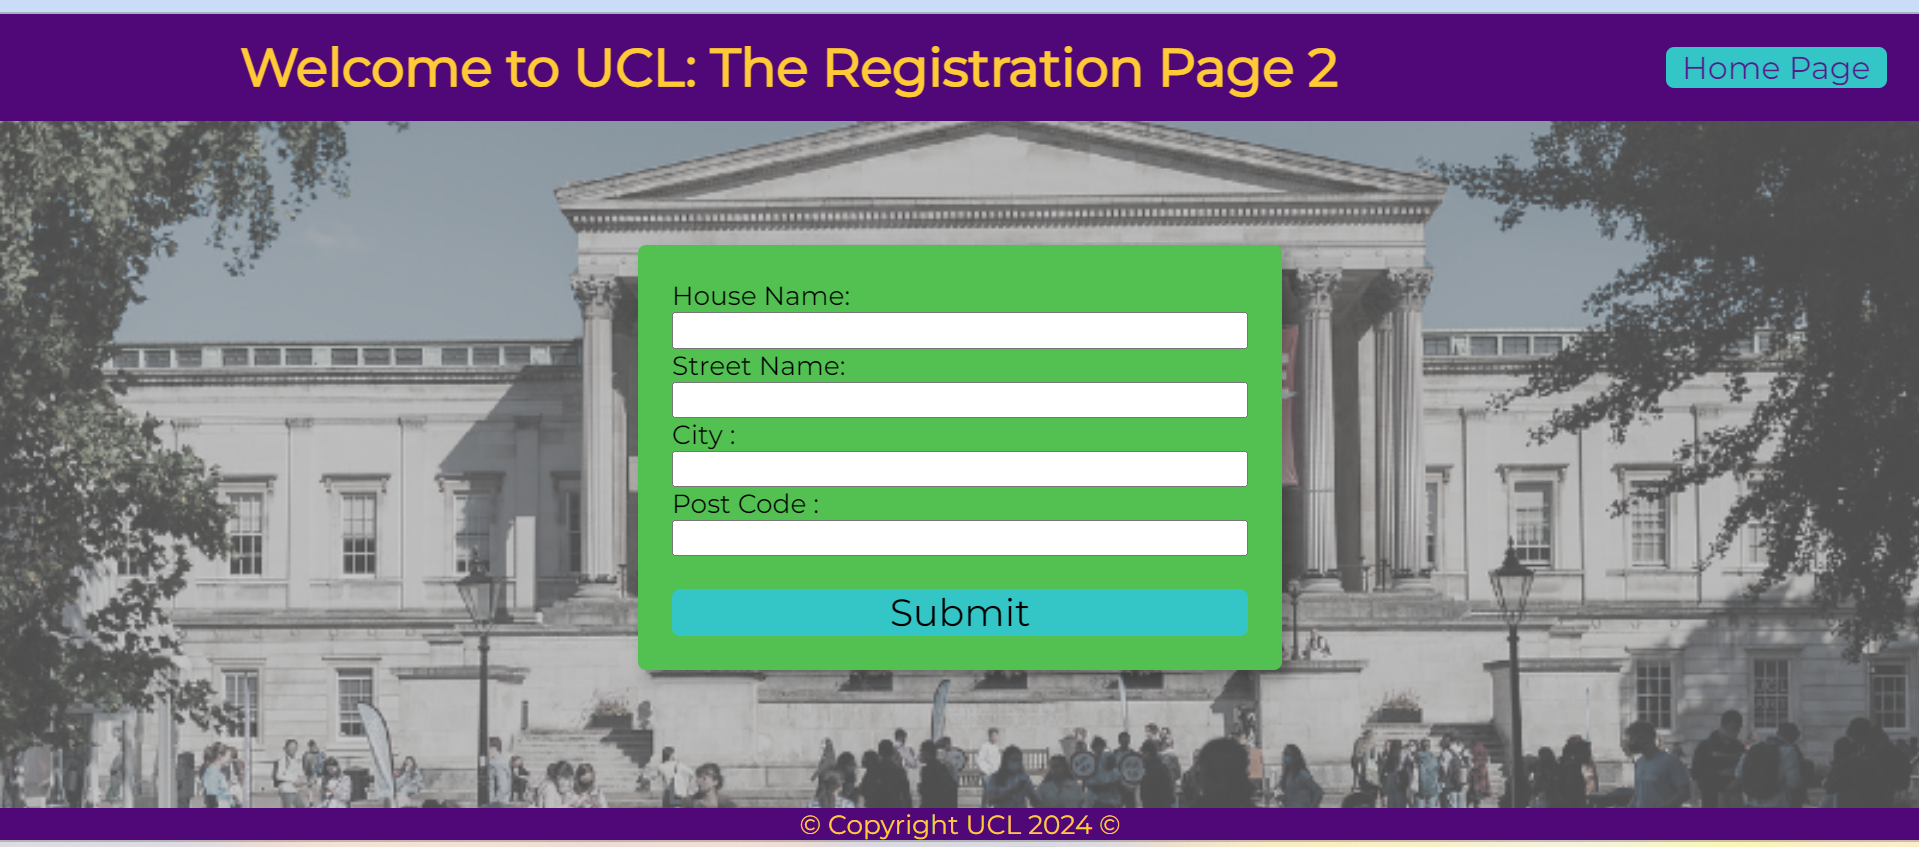 Welcome to UCL: The Registration Page 2
Home Page
House Name:
Street Name:
City :
Post Code :
Submit
© Copyright UCL 2024 ©